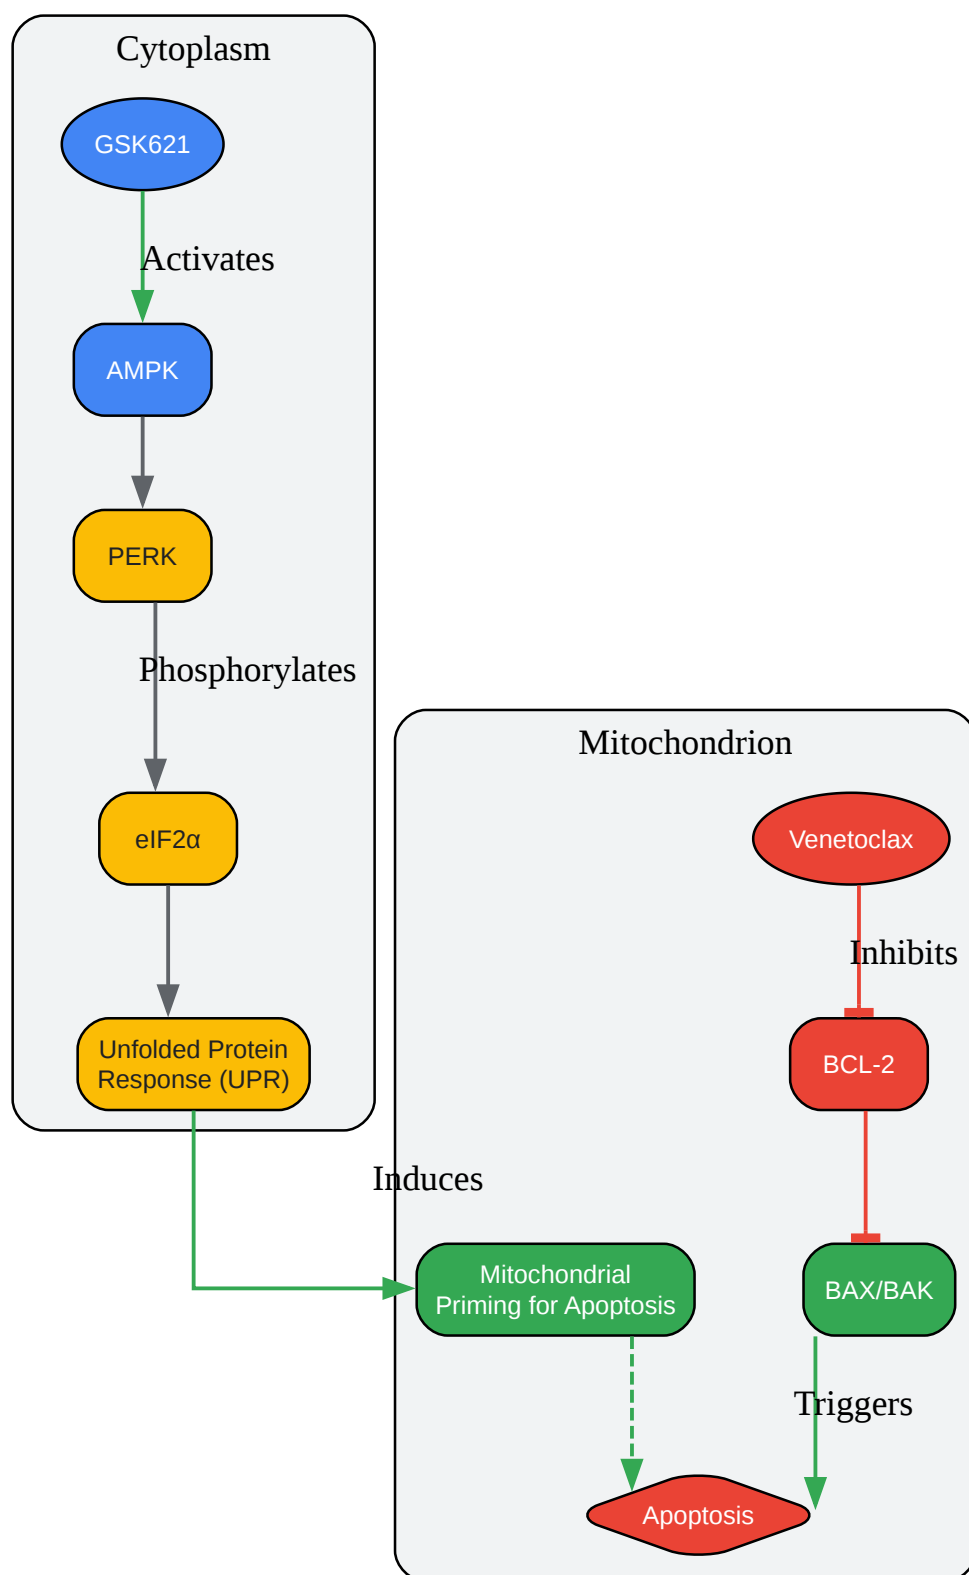 Cytoplasm
GSK621
Activates
AMPK
PERK
Phosphorylates
eIF2α
Unfolded Protein
Response (UPR)
Induces
Mitochondrion
Venetoclax
Inhibits
BCL-2
Mitochondrial
Priming for Apoptosis
BAX/BAK
Triggers
Apoptosis